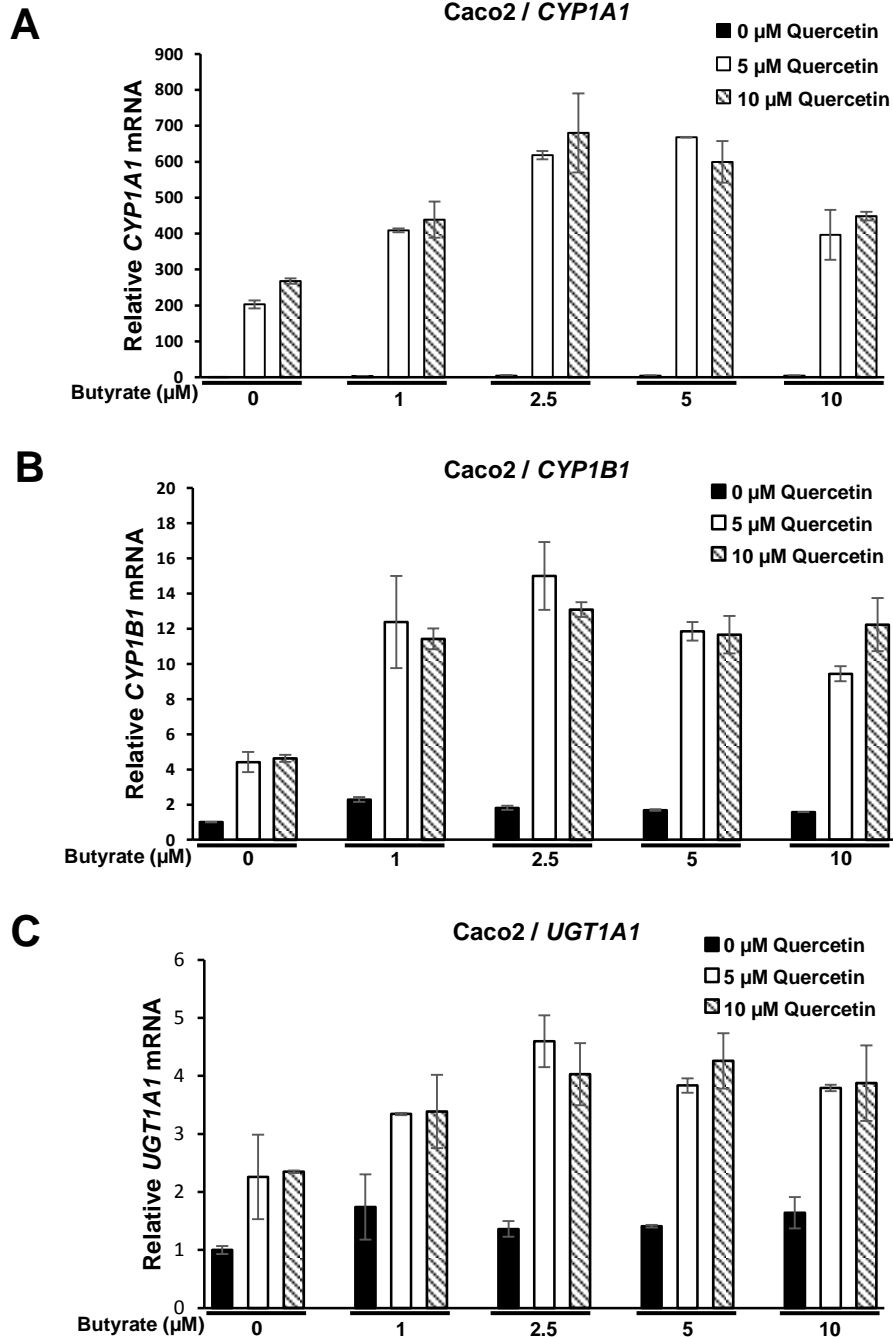 A
Caco2 / CYP1A1
0 µM Quercetin
5 µM Quercetin
10 µM Quercetin
Relative CYP1A1 mRNA
900
800
700
600
500
400
300
200
100
0
Butyrate (µM)
0 1 2.5 5 10
B
Caco2 / CYP1B1
0 µM Quercetin
5 µM Quercetin
10 µM Quercetin
Relative CYP1B1 mRNA
20
18
16
14
12
10
8
6
4
2
0
Butyrate (µM)
0 1 2.5 5 10
C
Caco2 / UGT1A1
0 µM Quercetin
5 µM Quercetin
10 µM Quercetin
Relative UGT1A1 mRNA
6
5
4
3
2
1
0
Butyrate (µM)
0 1 2.5 5 10